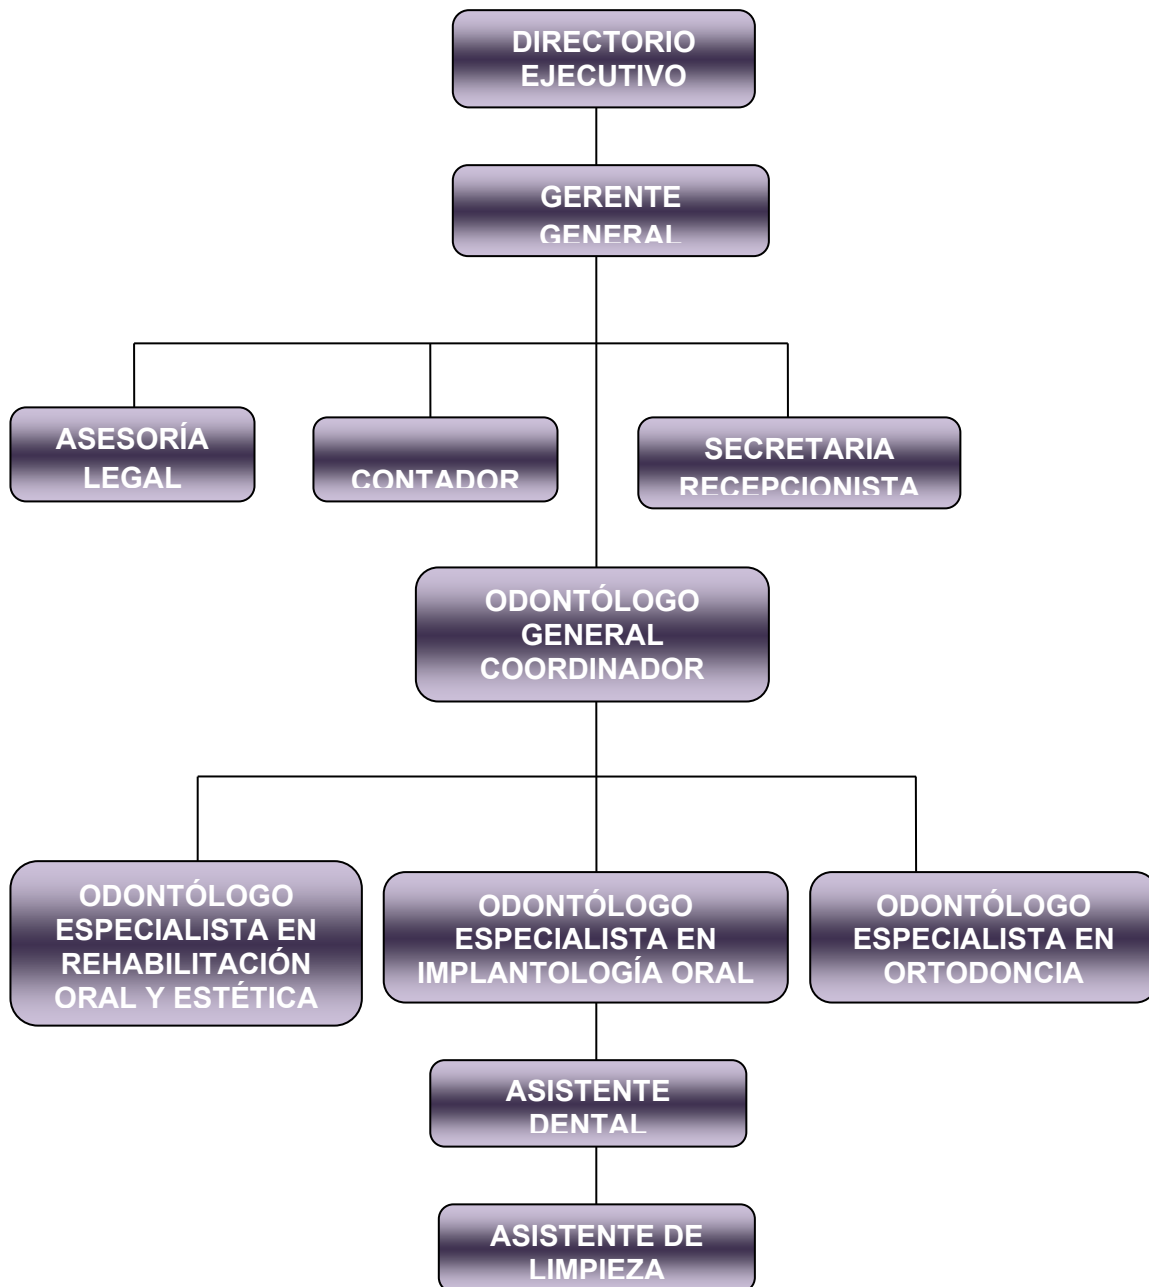 DIRECTORIO
EJECUTIVO
GERENTE
GENERAL
ASESORÍA
LEGAL
CONTADOR
SECRETARIA
RECEPCIONISTA
ODONTÓLOGO
GENERAL
COORDINADOR
ODONTÓLOGO
ESPECIALISTA EN
REHABILITACIÓN
ORAL Y ESTÉTICA
ODONTÓLOGO
ESPECIALISTA EN
IMPLANTOLOGÍA ORAL
ODONTÓLOGO
ESPECIALISTA EN
ORTODONCIA
ASISTENTE
DENTAL
ASISTENTE DE
LIMPIEZA